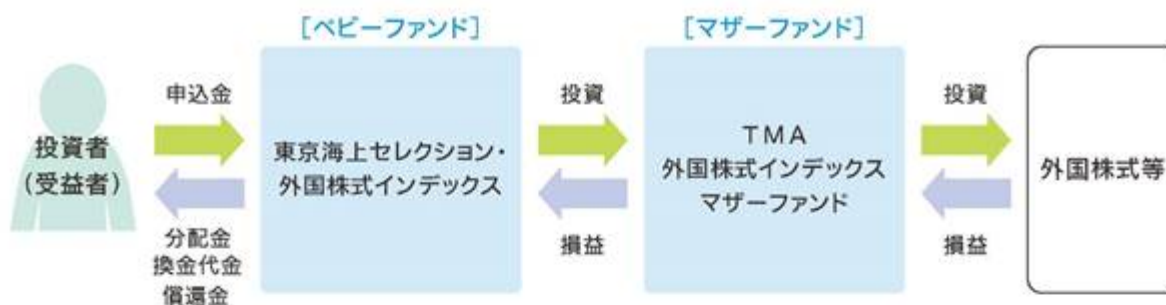 [ベビーファンド]
[マザーファンド]
申込金
投資
投資
投資者
(受益者)
東京海上セレクション・
外国株式インデックス
TMA
外国株式インデックス
マザーファンド
外国株式等
分配金
換金代金
償還金
損益
損益